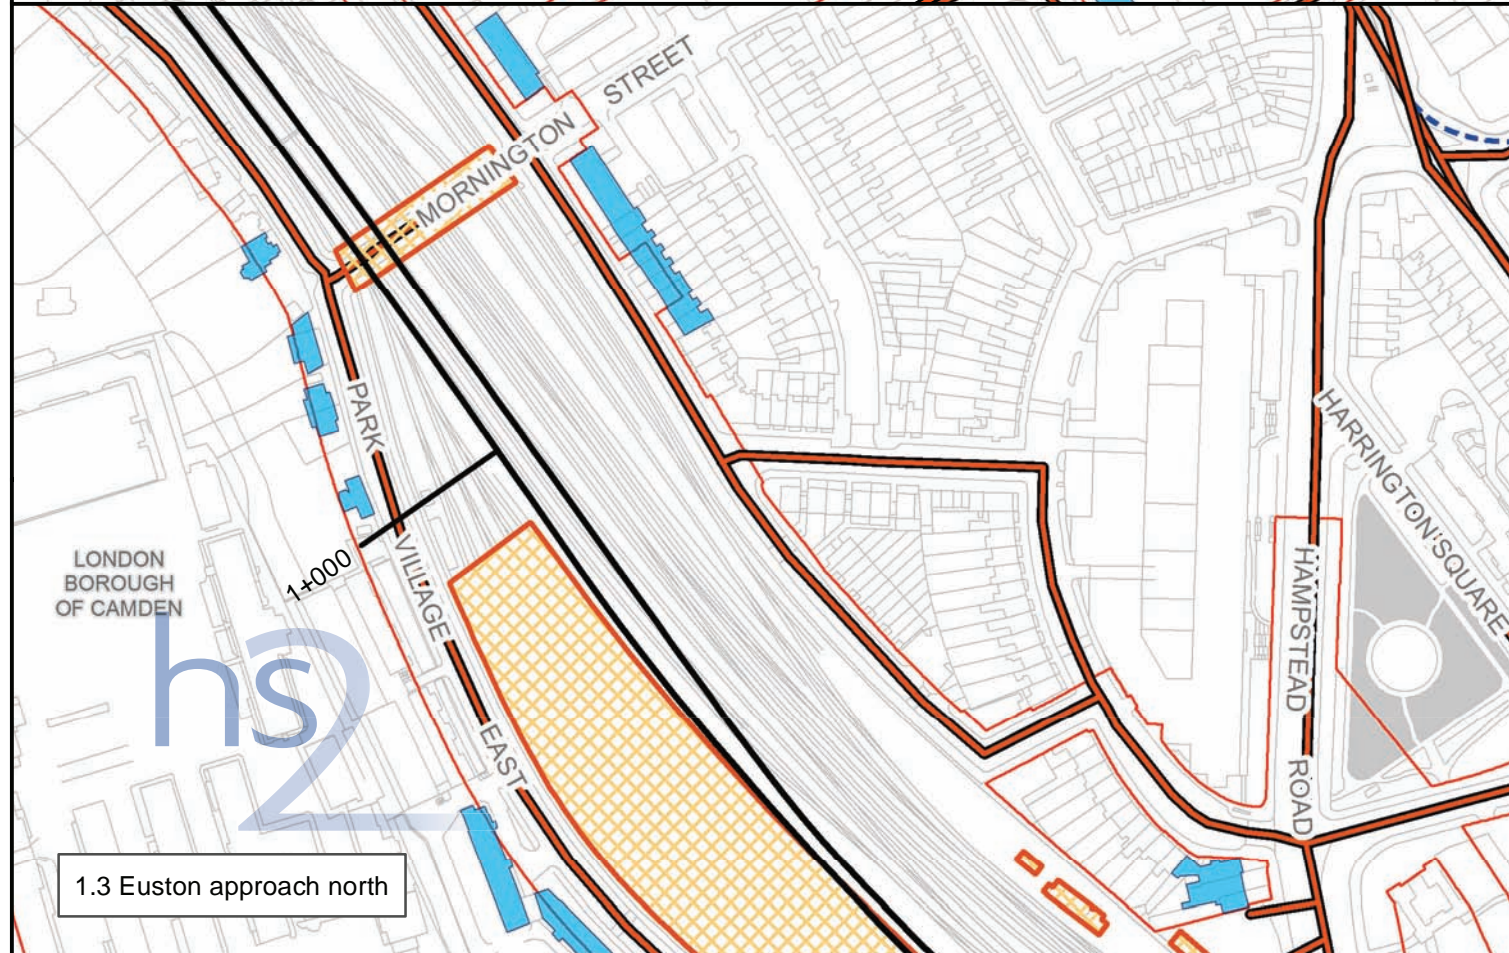 STREET
MORNINGTON
PARK
VILLAGE
EAST
1+000
LONDON
BOROUGH
OF CAMDEN
hs2
HARRINGTON SQUARE
HAMPSTEAD
ROAD
1.3 Euston approach north